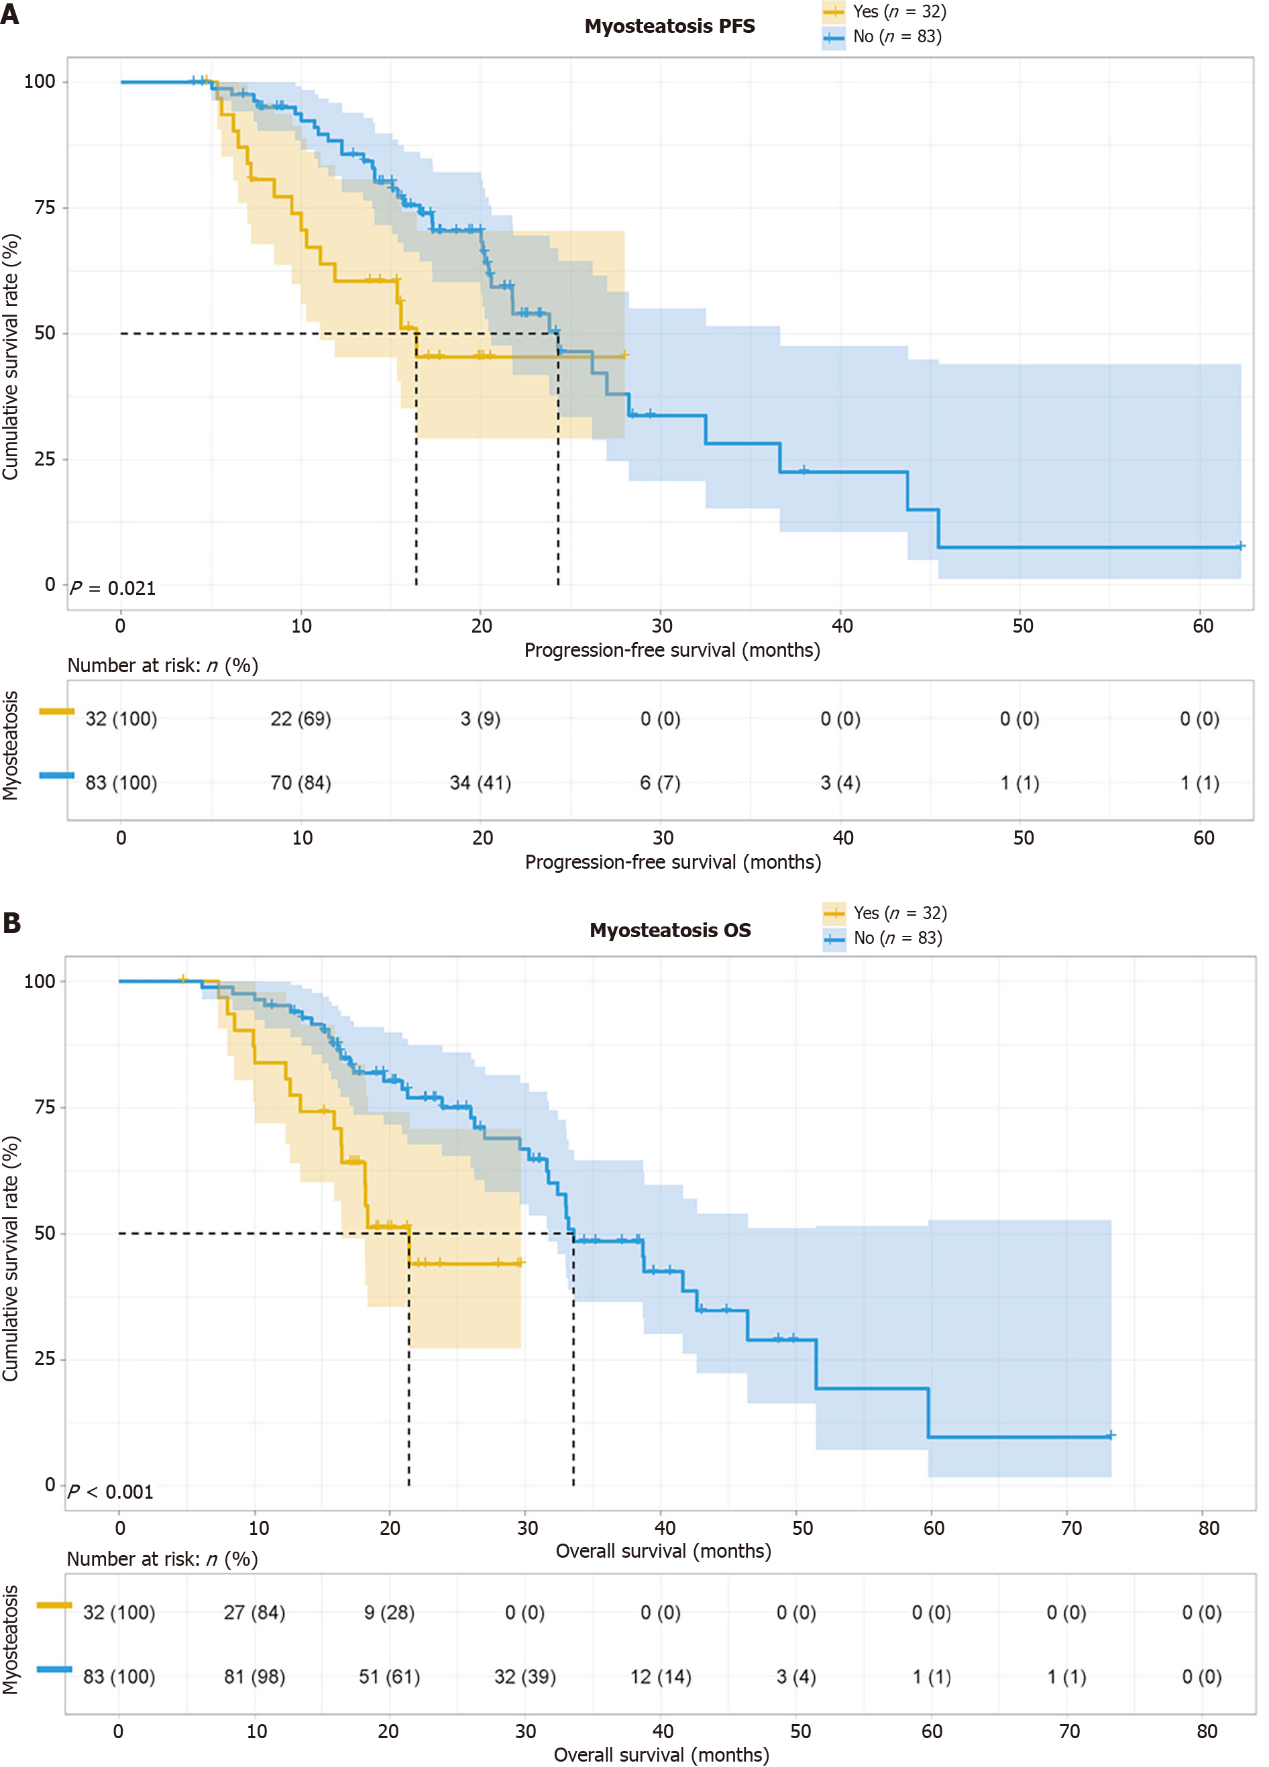 A
Myosteatosis PFS
Yes (n = 32)
No (n = 83)
Cumulative survival rate (%)
100
75
50
25
0
P = 0.021
0 10 20 30 40 50 60
Progression-free survival (months)
Number at risk: n (%)
Myosteatosis
32 (100) 22 (69) 3 (9) 0 (0) 0 (0) 0 (0) 0 (0)
83 (100) 70 (84) 34 (41) 6 (7) 3 (4) 1 (1) 1 (1)
0 10 20 30 40 50 60
Progression-free survival (months)
B
Myosteatosis OS
Yes (n = 32)
No (n = 83)
Cumulative survival rate (%)
100
75
50
25
0
P < 0.001
0 10 20 30 40 50 60 70 80
Overall survival (months)
Number at risk: n (%)
Myosteatosis
32 (100) 27 (84) 9 (28) 0 (0) 0 (0) 0 (0) 0 (0) 0 (0) 0 (0)
83 (100) 81 (98) 51 (61) 32 (39) 12 (14) 3 (4) 1 (1) 1 (1) 0 (0)
0 10 20 30 40 50 60 70 80
Overall survival (months)